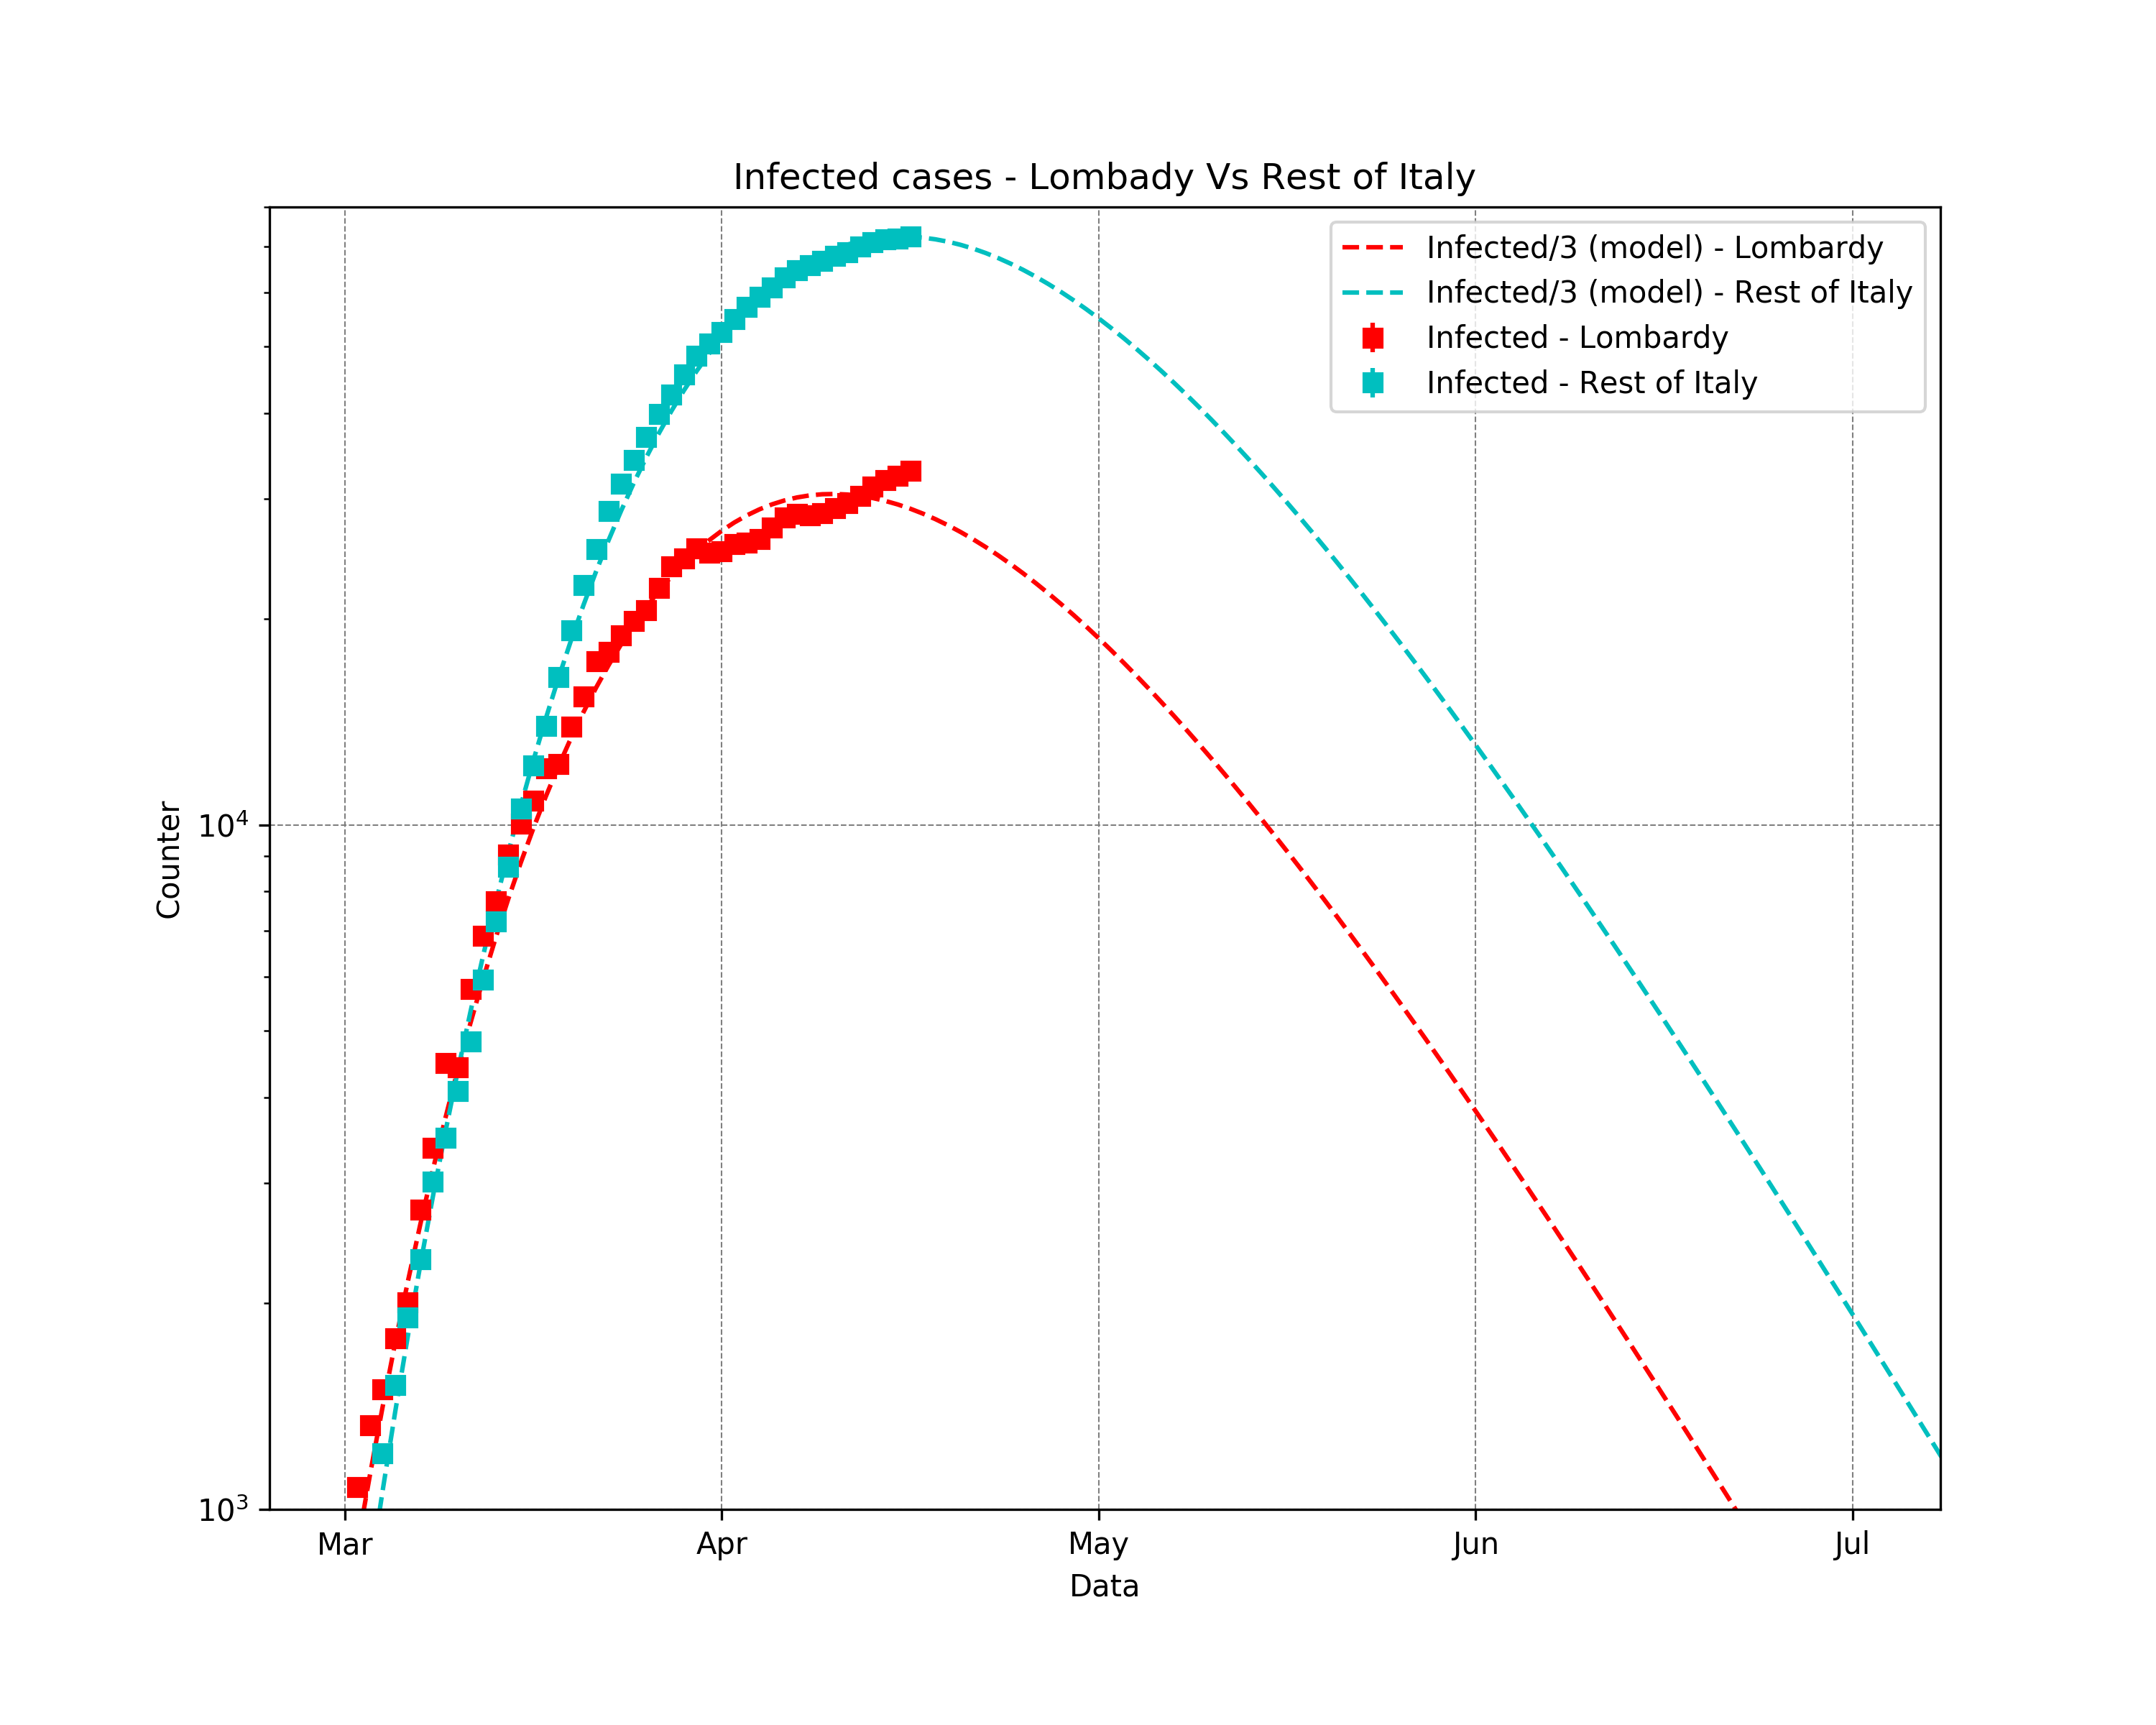 Infected cases - Lombady Vs Rest of Italy
Infected/3 (model) - Lombardy
Infected/3 (model) - Rest of Italy
Infected - Lombardy
Infected - Rest of Italy
Counter
10⁴
10³
Mar Apr May Jun Jul
Data